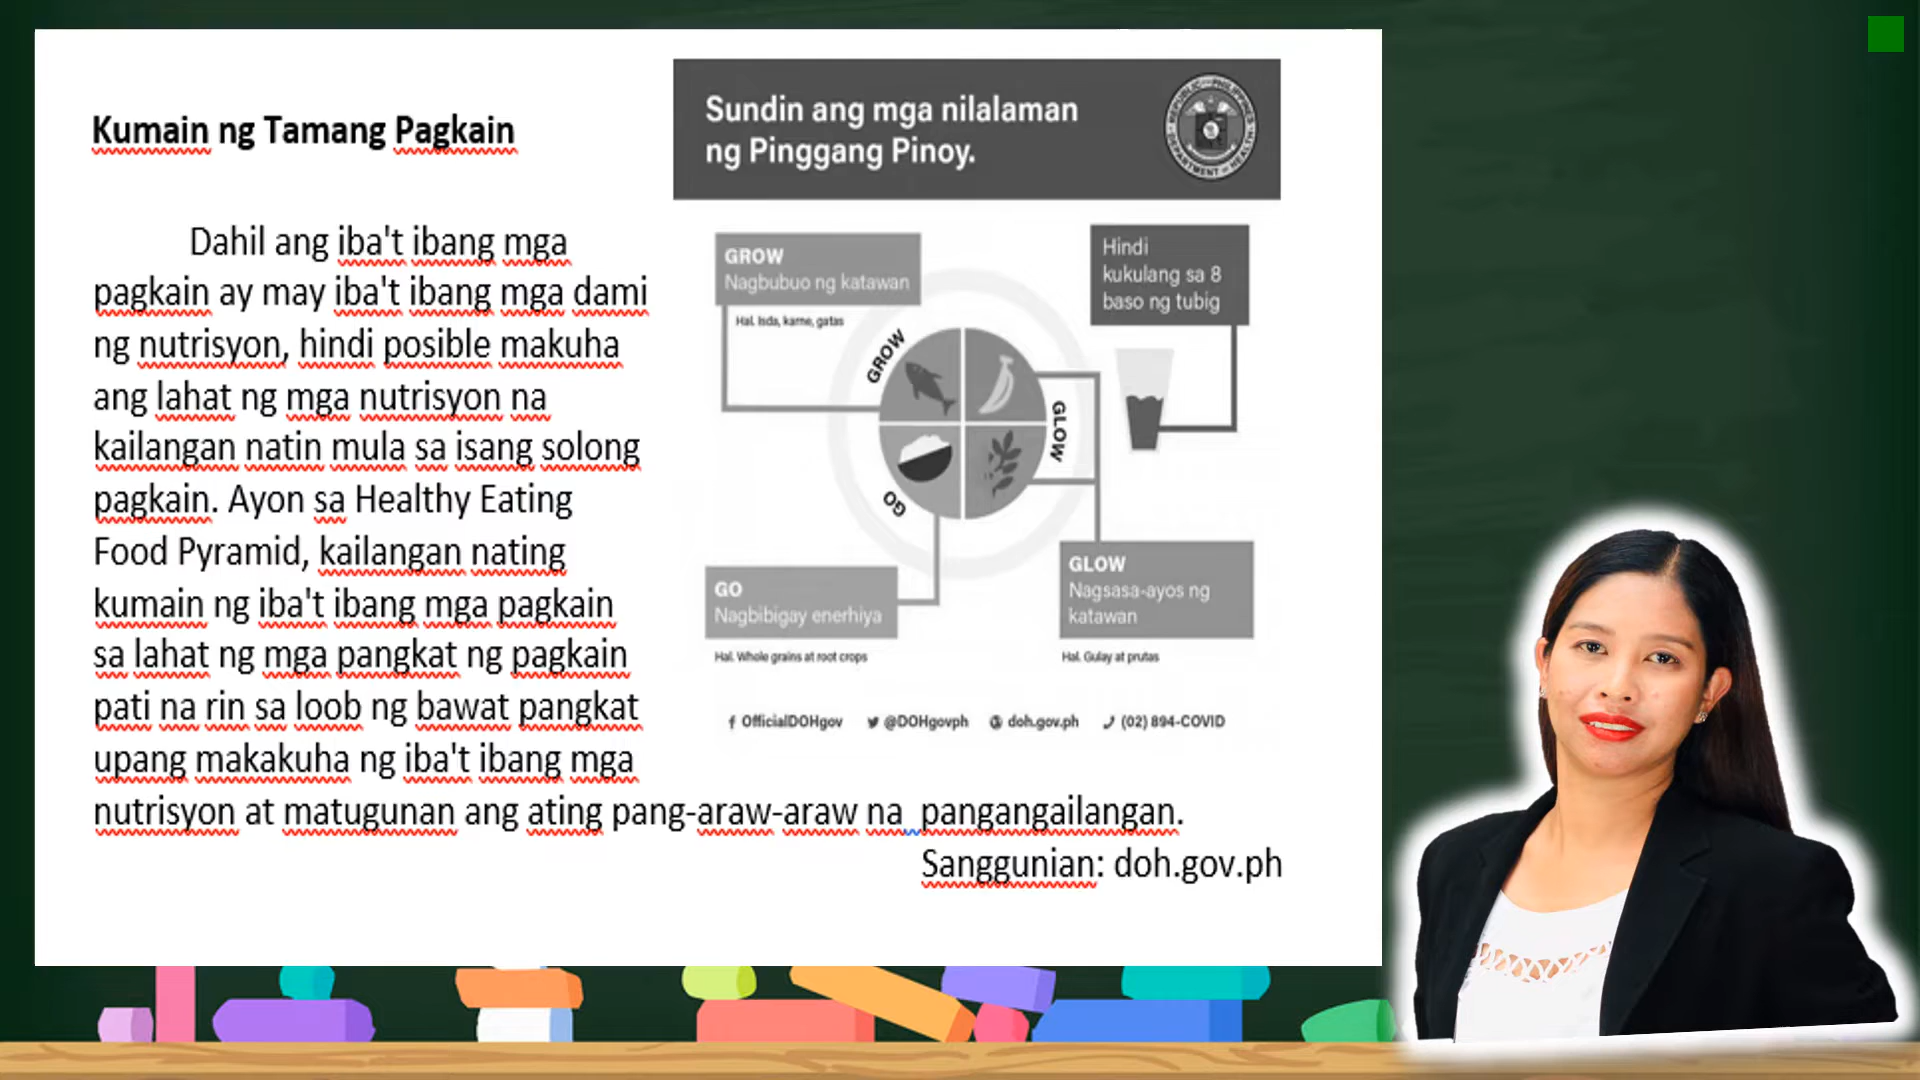 Kumain ng Tamang Pagkain
Dahil ang iba't ibang mga
pagkain ay may iba't ibang mga dami
ng nutrisyon, hindi posible makuha
ang lahat ng mga nutrisyon na
kailangan natin mula sa isang solong
pagkain. Ayon sa Healthy Eating
Food Pyramid, kailangan nating
kumain ng iba't ibang mga pagkain
sa lahat ng mga pangkat ng pagkain
pati na rin sa loob ng bawat pangkat
upang makakuha ng iba't ibang mga
nutrisyon at matugunan ang ating pang-araw-araw na pangangailangan.
Sanggunian: doh.gov.ph
Sundin ang mga nilalaman
ng Pinggang Pinoy.
REPUBLIC OF THE PHILIPPINES
DEPARTMENT OF HEALTH
GROW
Nagbubuo ng katawan
Hal. Isda, karne, gatas
Hindi
kukulang sa 8
baso ng tubig
GROW
GLOW
GO
GO
Nagbibigay enerhiya
Hal. Whole grains at root crops
GLOW
Nagsasa-ayos ng
katawan
Hal. Gulay at prutas
OfficialDOHgov @DOHgovph doh.gov.ph (02) 894-COVID